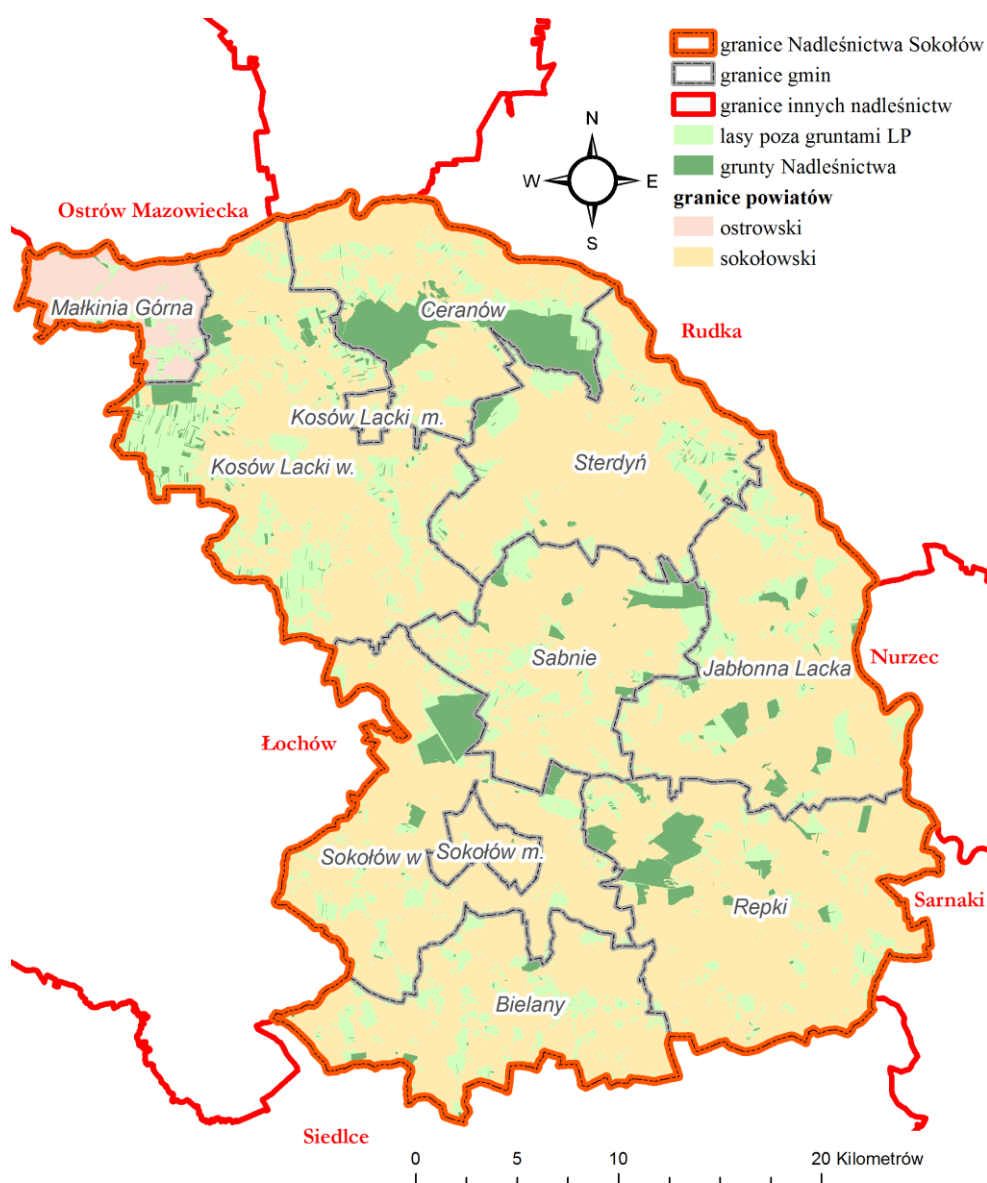 granice Nadleśnictwa Sokołów
granice gmin
granice innych nadleśnictw
lasy poza gruntami LP
grunty Nadleśnictwa
granice powiatów
ostrowski
sokołowski
N
W
E
S
Ostrów Mazowiecka
Małkinia Górna
Ceranów
Rudka
Kosów Lacki m.
Kosów Lacki w.
Sterdyń
Sabnie
Jabłonna Lacka
Nurzec
Łochów
Sokołów w
Sokołów m.
Repki
Sarnaki
Bielany
Siedlce
0 5 10 20 Kilometrów